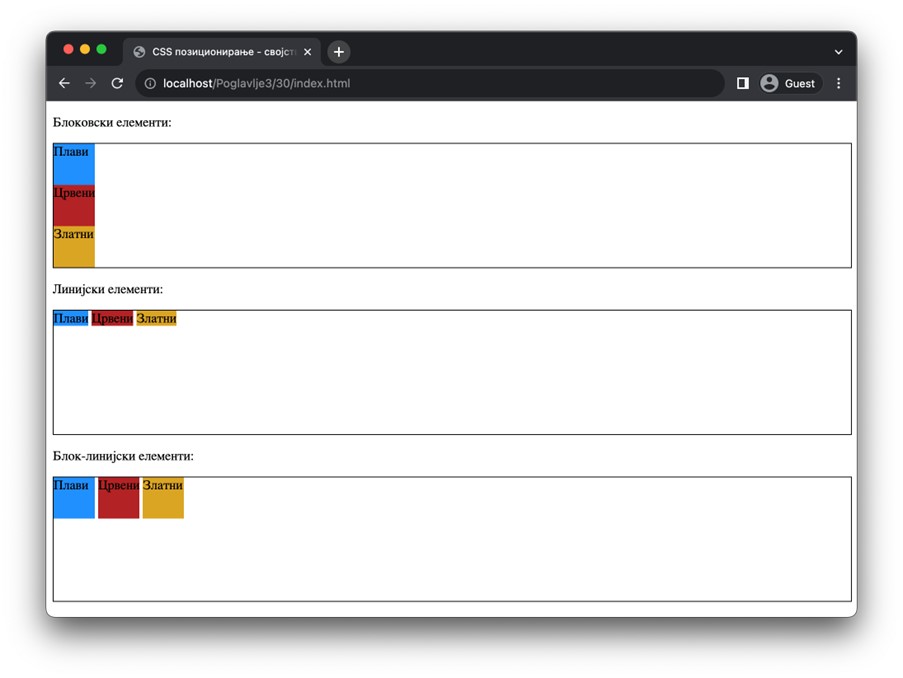 CSS позиционирање - својст
localhost/Poglavlje3/30/index.html
Guest
Блоковски елементи:
Плави
Црвени
Златни
Линијски елементи:
Плави Црвени Златни
Блок-линијски елементи:
Плави Црвени Златни